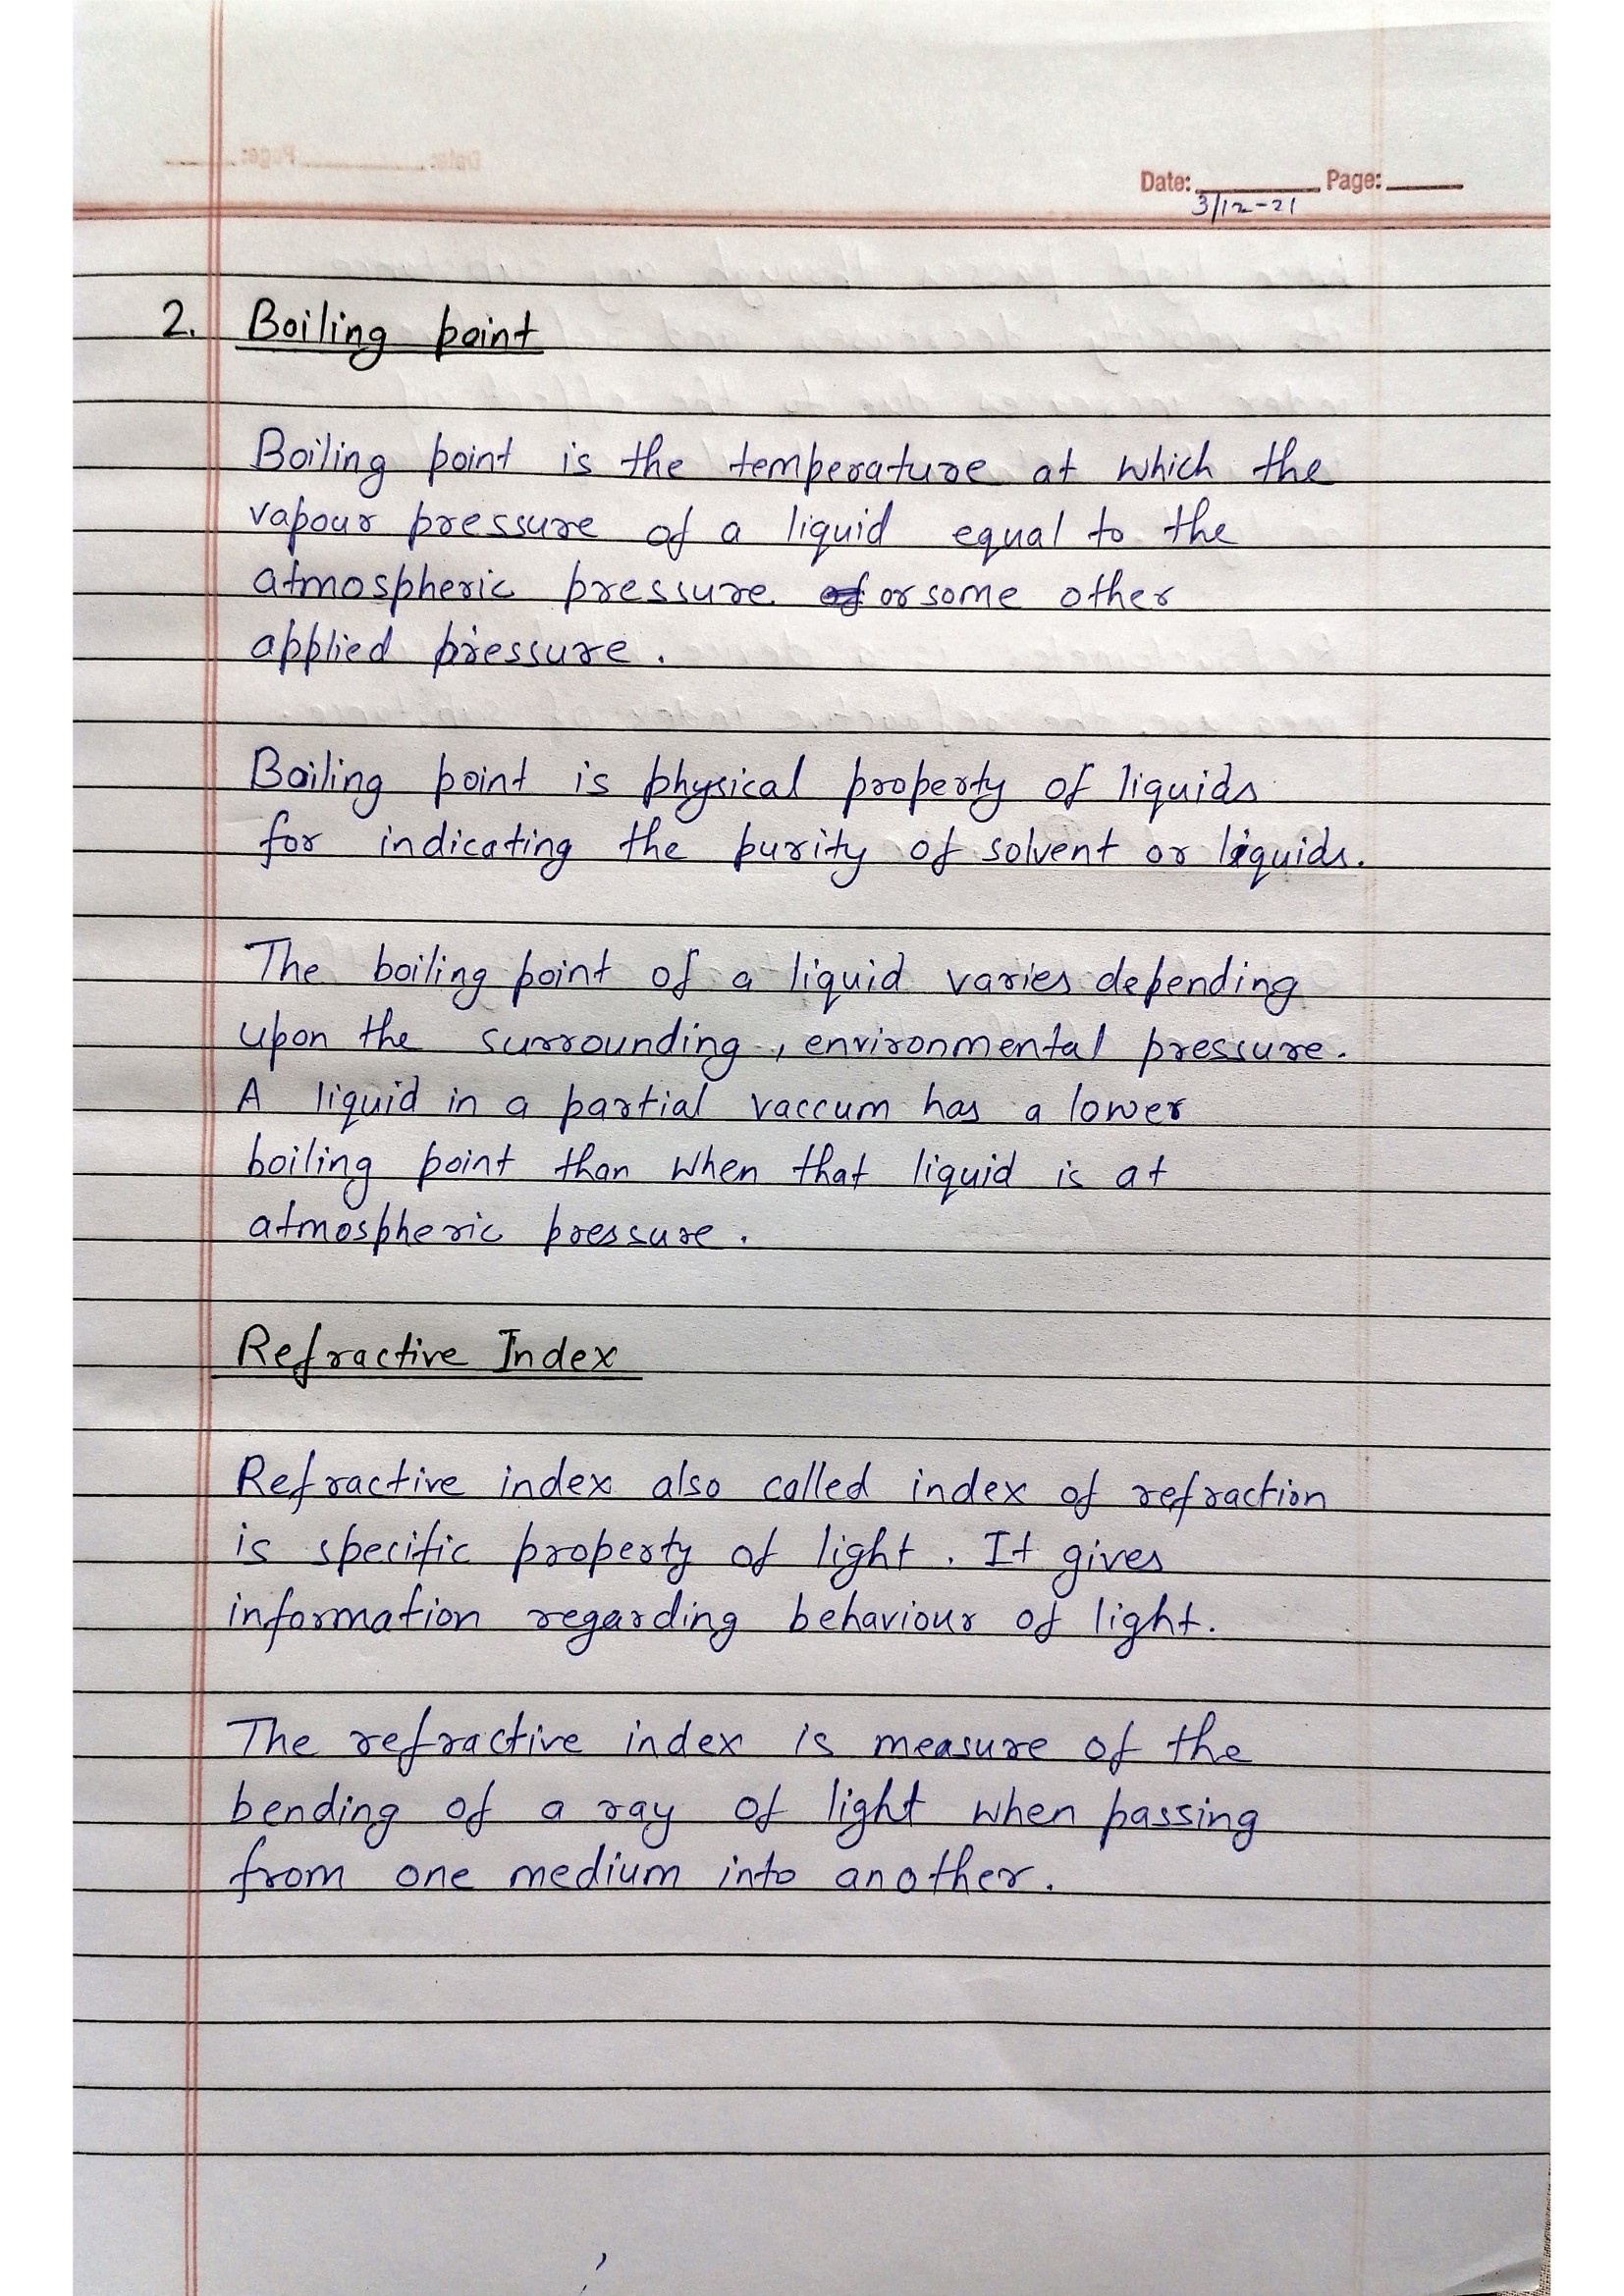 Date: 3/12-21 Page:
2. Boiling point
Boiling point is the temperature at which the
vapour pressure of a liquid equal to the
atmospheric pressure or some other
applied pressure.
Boiling point is physical property of liquids
for indicating the purity of solvent or liquids.
The boiling point of a liquid varies depending
upon the surrounding, environmental pressure.
A liquid in a partial vaccum has a lower
boiling point than when that liquid is at
atmospheric pressure.
Refractive Index
Refractive index also called index of refraction
is specific property of light. It gives
information regarding behaviour of light.
The refractive index is measure of the
bending of a ray of light when passing
from one medium into another.